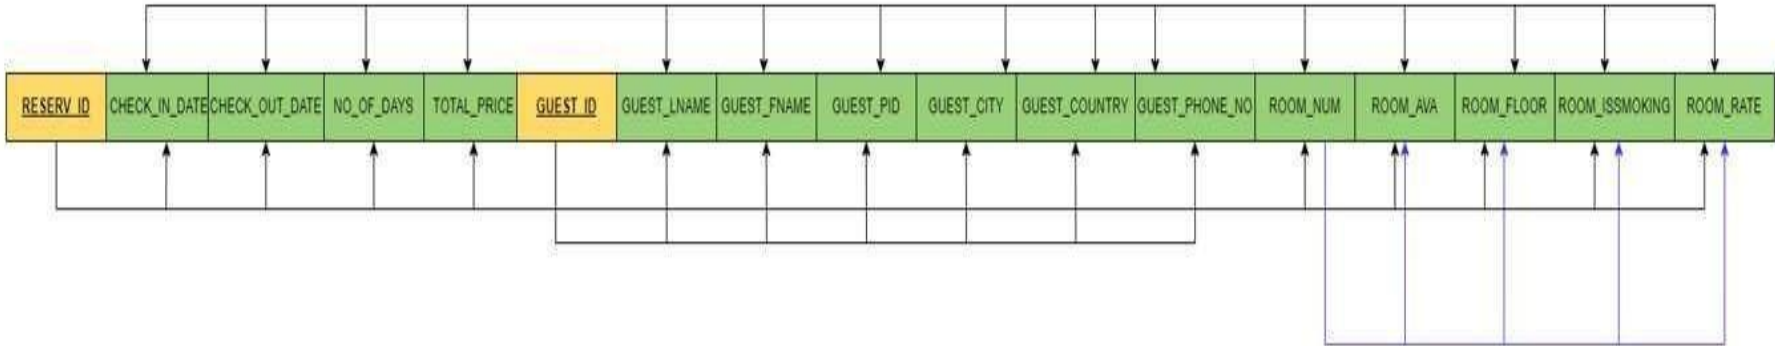 RESERV_ID CHECK_IN_DATE CHECK_OUT_DATE NO_OF_DAYS TOTAL_PRICE GUEST_ID GUEST_LNAME GUEST_FNAME GUEST_PID GUEST_CITY GUEST_COUNTRY GUEST_PHONE_NO ROOM_NUM ROOM_AVA ROOM_FLOOR ROOM_ISSMOKING ROOM_RATE